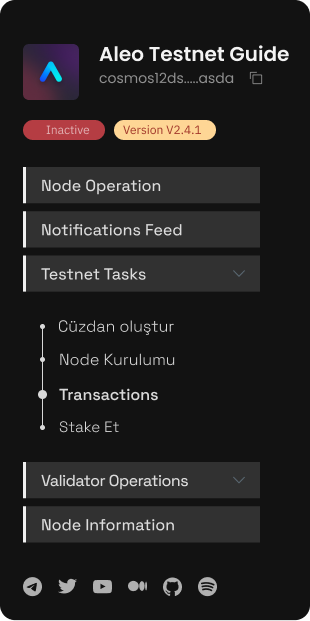 Aleo Testnet Guide
cosmos12ds.....asda
Inactive
Version V2.4.1
Node Operation
Notifications Feed
Testnet Tasks
Cüzdan oluştur
Node Kurulumu
Transactions
Stake Et
Validator Operations
Node Information